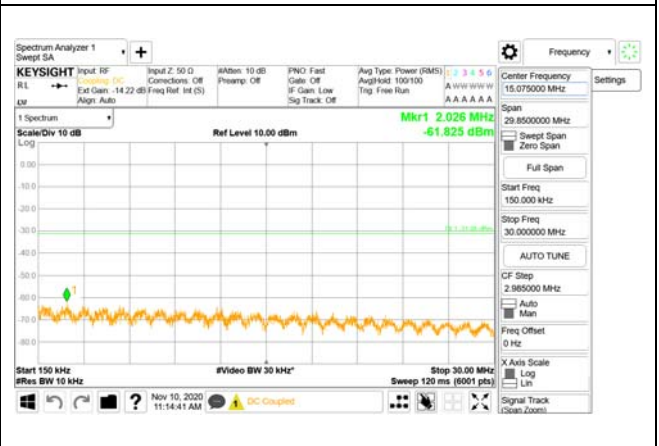 Spectrum Analyzer 1
Swept SA
+
Frequency
KEYSIGHT
RL
Input: RF
Coupling: DC
Ext Gain: -14.22 dB
Align: Auto
Input Z: 50 Ω
Corrections: Off
Freq Ref: Int (S)
#Atten: 10 dB
Preamp: Off
PNO: Fast
Gate: Off
IF Gain: Low
Sig Track: Off
Avg Type: Power (RMS)
Avg|Hold: 100/100
Trig: Free Run
1 2 3 4 5 6
A W W W W W
A A A A A A
1 Spectrum
Scale/Div 10 dB
Ref Level 10.00 dBm
Mkr1 2.026 MHz
-61.825 dBm
Log
0.00
-10.0
-20.0
-30.0
-40.0
-50.0
-60.0
-70.0
-80.0
1
Start 150 kHz
#Res BW 10 kHz
#Video BW 30 kHz*
Stop 30.00 MHz
Sweep 120 ms (6001 pts)
Center Frequency
15.075000 MHz
Settings
Span
29.8500000 MHz
Swept Span
Zero Span
Full Span
Start Freq
150.000 kHz
Stop Freq
30.000000 MHz
AUTO TUNE
CF Step
2.985000 MHz
Auto
Man
Freq Offset
0 Hz
X Axis Scale
Log
Lin
Signal Track
(Span Zoom)
?
Nov 10, 2020
11:14:41 AM
DC Coupled